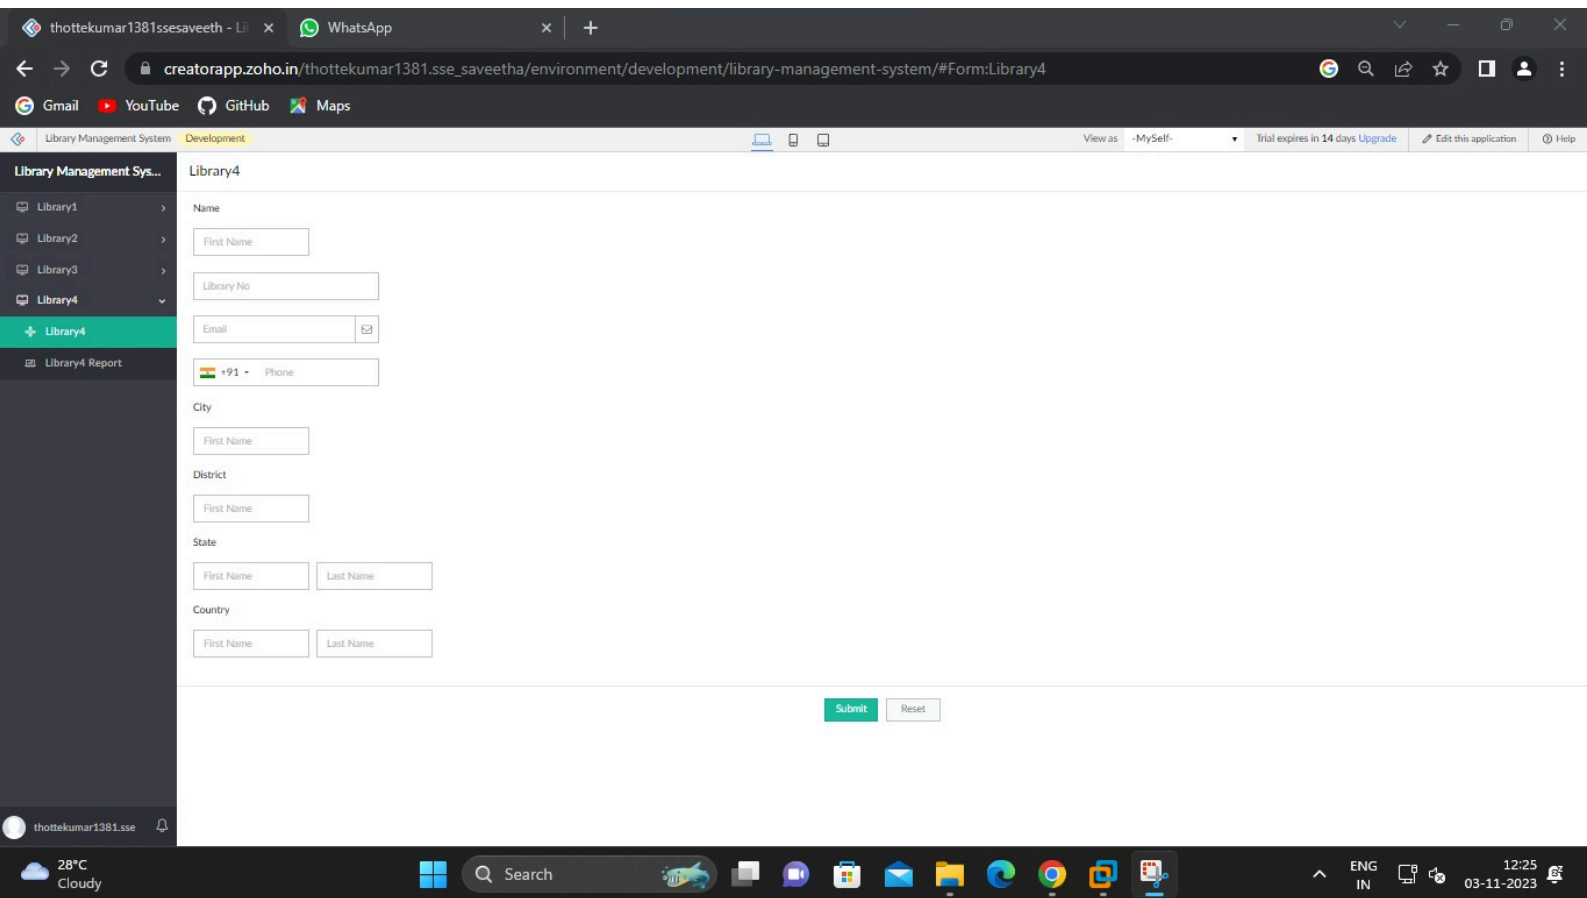 thottekumar1381ssesaveeth - Li
WhatsApp
creatorapp.zoho.in/thottekumar1381.sse_saveetha/environment/development/library-management-system/#Form:Library4
Gmail YouTube GitHub Maps
Library Management System Development View as -MySelf- Trial expires in 14 days Upgrade Edit this application Help
Library Management Sys...
Library4
Library1
Library2
Library3
Library4
Library4
Library4 Report
Name
First Name
Library No
Email
+91 Phone
City
First Name
District
First Name
State
First Name Last Name
Country
First Name Last Name
Submit Reset
thottekumar1381.sse
28°C
Cloudy
Search
ENG
IN
12:25
03-11-2023